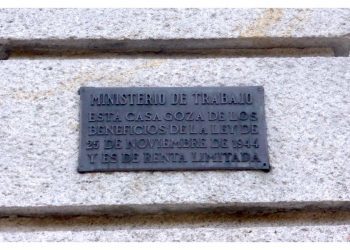 MINISTERIO DE TRABAJO
ESTA CASA GOZA DE LOS
BENEFICIOS DE LA LEY DE
25 DE NOVIEMBRE DE 1944
Y ES DE RENTA LIMITADA